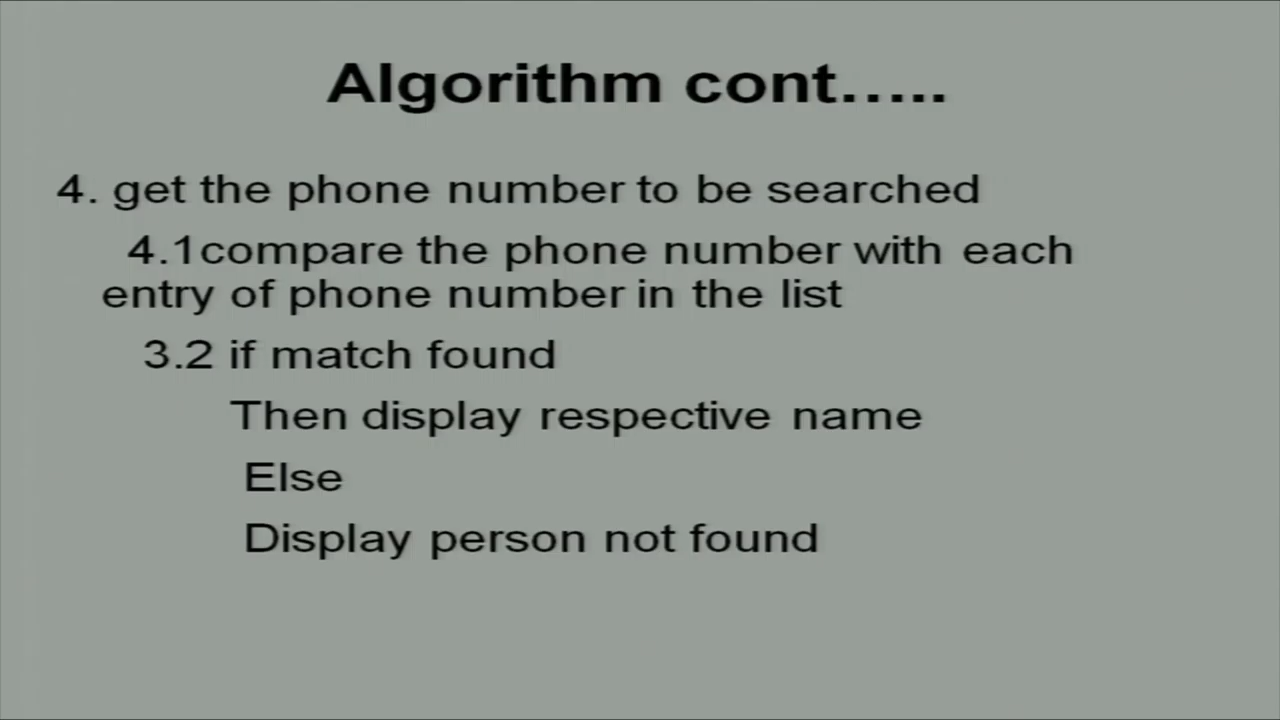 Algorithm cont…..
4. get the phone number to be searched
4.1compare the phone number with each
entry of phone number in the list
3.2 if match found
Then display respective name
Else
Display person not found